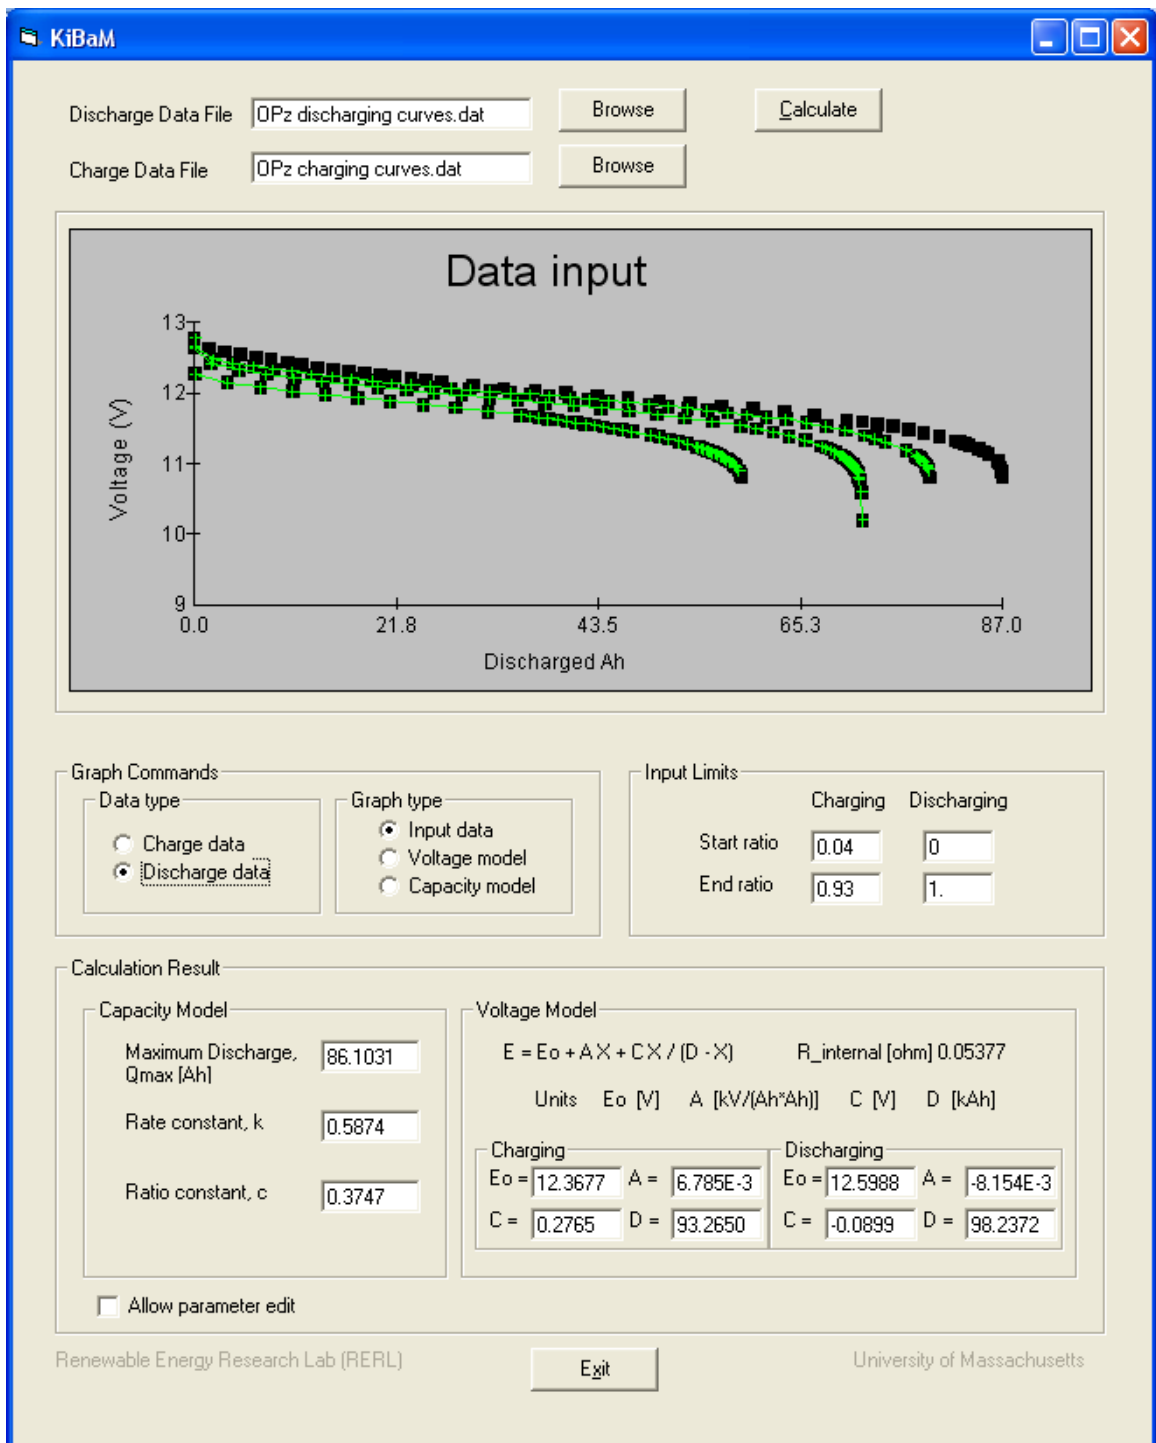 KiBaM
Discharge Data File OPz discharging curves.dat Browse Calculate
Charge Data File OPz charging curves.dat Browse
Data input
13
12
11
10
9
Voltage (V)
0.0 21.8 43.5 65.3 87.0
Discharged Ah
Graph Commands
Data type
Charge data
Discharge data
Graph type
Input data
Voltage model
Capacity model
Input Limits
Charging Discharging
Start ratio 0.04 0
End ratio 0.93 1.
Calculation Result
Capacity Model
Maximum Discharge,
Qmax [Ah] 86.1031
Rate constant, k 0.5874
Ratio constant, c 0.3747
Voltage Model
E = Eo + A X + C X / (D - X) R_internal [ohm] 0.05377
Units Eo [V] A [kV/(Ah*Ah)] C [V] D [kAh]
Charging
Eo = 12.3677 A = 6.785E-3
C = 0.2765 D = 93.2650
Discharging
Eo = 12.5988 A = -8.154E-3
C = -0.0899 D = 98.2372
Allow parameter edit
Renewable Energy Research Lab (RERL) Exit University of Massachusetts